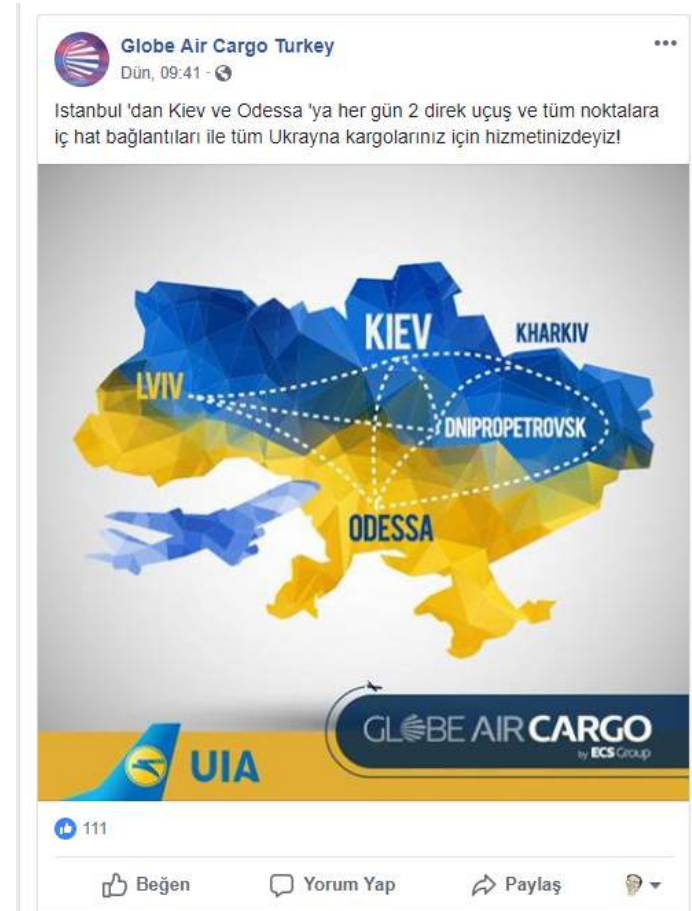 Globe Air Cargo Turkey
Dün, 09:41 ·
Istanbul 'dan Kiev ve Odessa 'ya her gün 2 direk uçuş ve tüm noktalara
iç hat bağlantıları ile tüm Ukrayna kargolarınız için hizmetinizdeyiz!
KIEV
KHARKIV
LVIV
DNIPROPETROVSK
ODESSA
GLOBE AIR CARGO
by ECS Group
UIA
111
Beğen
Yorum Yap
Paylaş